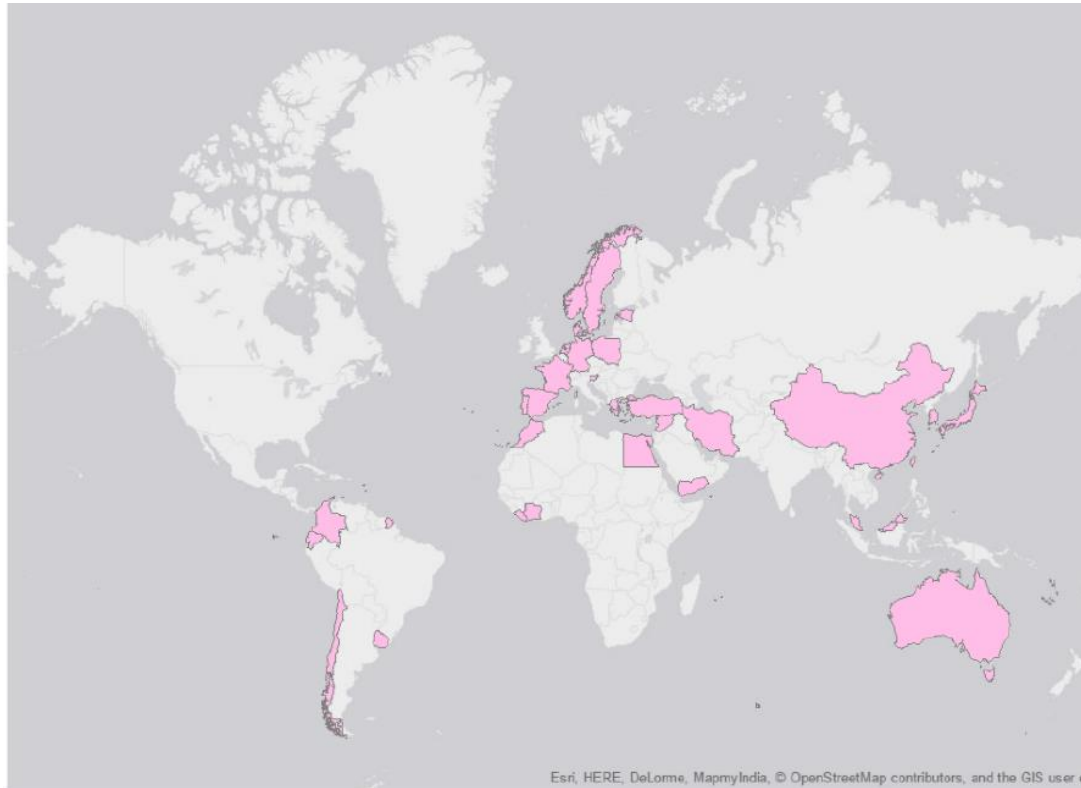 Esri, HERE, DeLorme, MapmyIndia, © OpenStreetMap contributors, and the GIS user